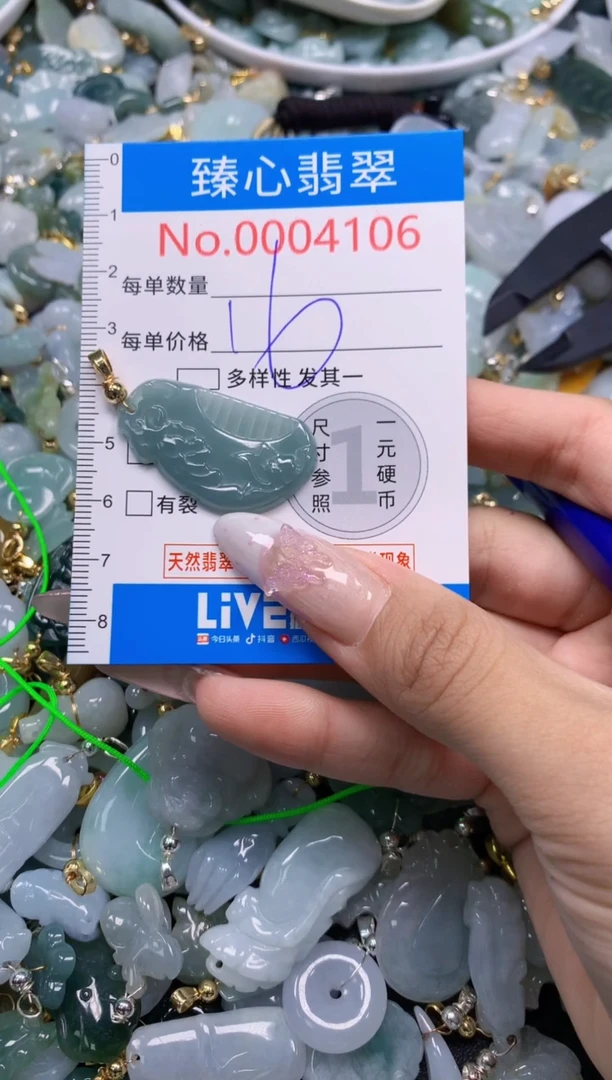 0
臻心翡翠
1
No.0004106
2
每单数量
3
每单价格
16
多样性 发其一
5
尺寸参照
1
一元硬币
6
有裂
7
天然翡翠
现象
8
LiVE
今日头条 抖音